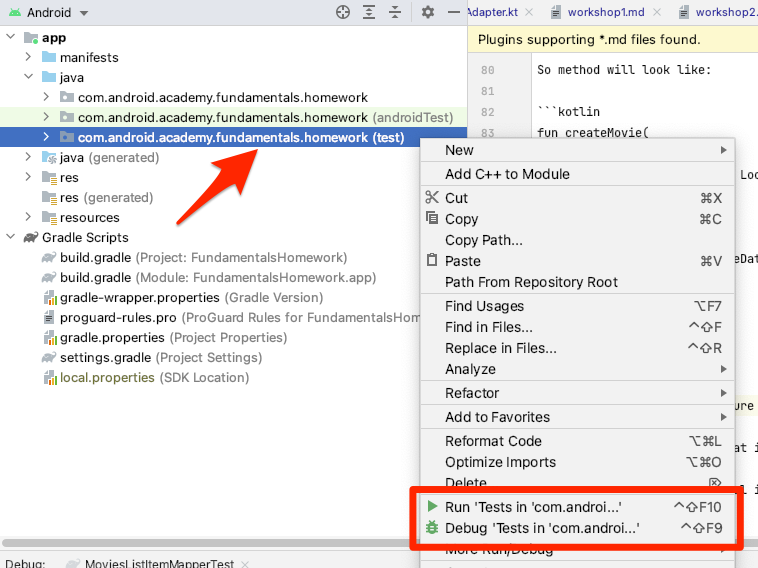 Android
Adapter.kt
workshop1.md
workshop2.
Plugins supporting *.md files found.
app
manifests
java
com.android.academy.fundamentals.homework
com.android.academy.fundamentals.homework (androidTest)
com.android.academy.fundamentals.homework (test)
java (generated)
res
res (generated)
resources
Gradle Scripts
build.gradle (Project: FundamentalsHomework)
build.gradle (Module: FundamentalsHomework.app)
gradle-wrapper.properties (Gradle Version)
proguard-rules.pro (ProGuard Rules for FundamentalsHom
gradle.properties (Project Properties)
settings.gradle (Project Settings)
local.properties (SDK Location)
80 So method will look like:
81
82 ```kotlin
83 fun createMovie(
Loc
eDat
ure
at i
l i
New
Add C++ to Module
Cut ⌘X
Copy ⌘C
Copy Path...
Paste ⌘V
Path From Repository Root
Find Usages ⌥F7
Find in Files... ^⇧F
Replace in Files... ^⇧R
Analyze
Refactor
Add to Favorites
Reformat Code ⌥⌘L
Optimize Imports ⌥⌘O
Delete... ⌦
Run 'Tests in 'com.androi...' ^⇧F10
Debug 'Tests in 'com.androi...' ^⇧F9
More Run/Debug
Debug: MoviesListItemMapperTest